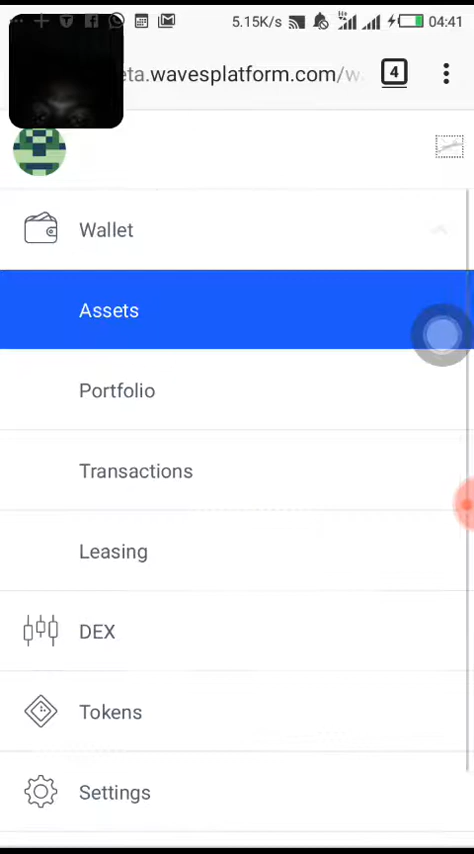 5.15K/s 04:41
eta.wavesplatform.com/w 4
Wallet
Assets
Portfolio
Transactions
Leasing
DEX
Tokens
Settings